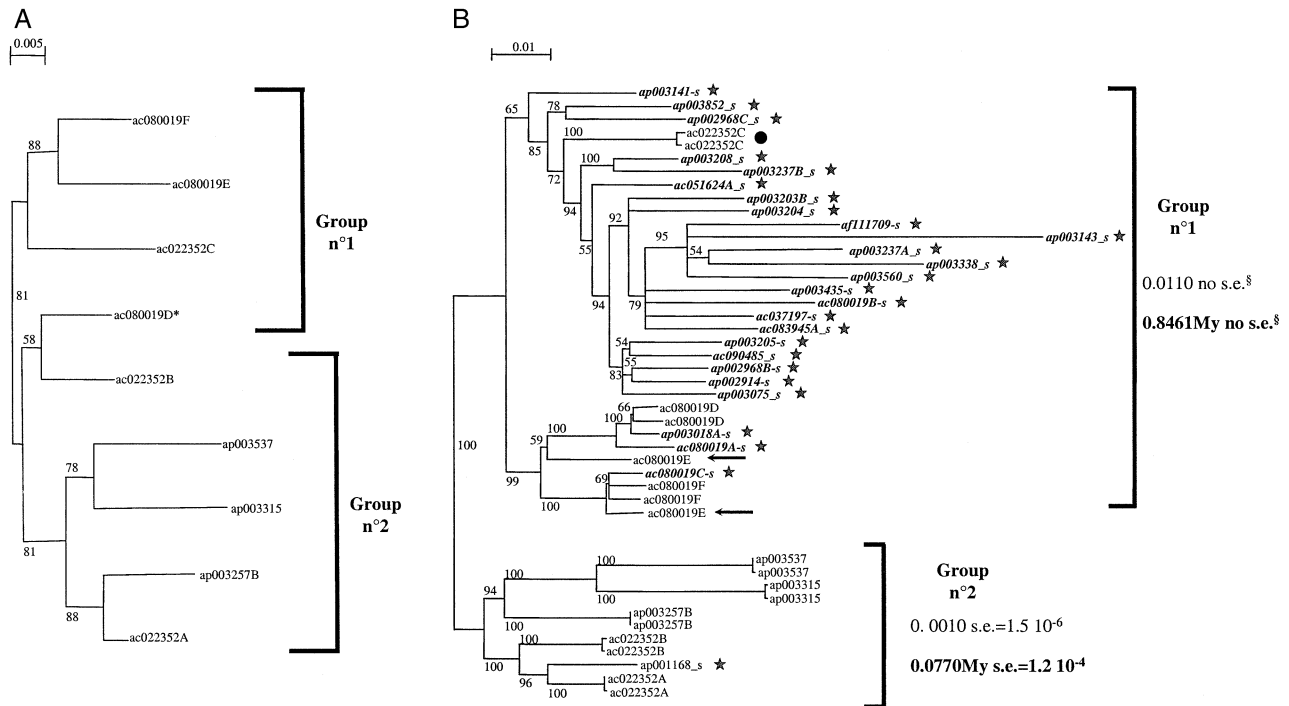 A
0.005
ac080019F
88
ac080019E
ac022352C
Group
n°1
81
ac080019D*
58
ac022352B
ap003537
78
ap003315
Group
n°2
81
ap003257B
88
ac022352A
B
0.01
ap003141-s
65
78
ap003852_s
ap002968C_s
100
ac022352C
ac022352C
85
100
ap003208_s
72
ap003237B_s
ac051624A_s
94
ap003203B_s
92
ap003204_s
af111709-s
95
ap003143_s
55
54
ap003237A_s
ap003338_s
ap003560_s
94
79
ap003435-s
ac080019B-s
ac037197-s
ac083945A_s
54
ap003205-s
ac090485_s
55
ap002968B-s
83
ap002914-s
ap003075_s
66
ac080019D
100
ac080019D
100
ap003018A-s
59
ac080019A-s
ac080019E
99
69
ac080019C-s
ac080019F
100
ac080019F
ac080019E
Group
n°1
0.0110 no s.e.§
0.8461My no s.e.§
100
100
ap003537
100
ap003537
94
100
ap003315
ap003315
ap003257B
100
ap003257B
100
ac022352B
ac022352B
100
ap001168_s
96
ac022352A
100
ac022352A
Group
n°2
0. 0010 s.e.=1.5 10-6
0.0770My s.e.=1.2 10-4